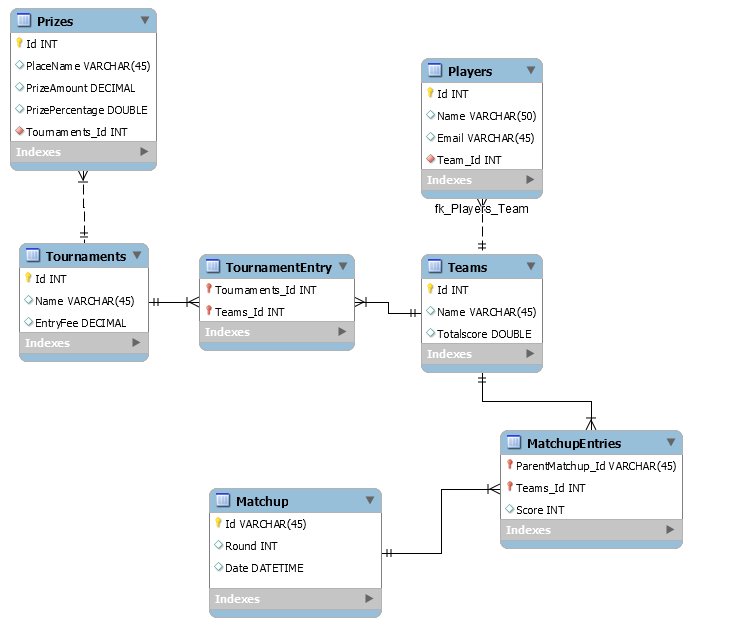 Prizes
Id INT
PlaceName VARCHAR(45)
PrizeAmount DECIMAL
PrizePercentage DOUBLE
Tournaments_Id INT
Indexes
Players
Id INT
Name VARCHAR(50)
Email VARCHAR(45)
Team_Id INT
Indexes
fk_Players_Team
Tournaments
Id INT
Name VARCHAR(45)
EntryFee DECIMAL
Indexes
TournamentEntry
Tournaments_Id INT
Teams_Id INT
Indexes
Teams
Id INT
Name VARCHAR(45)
Totalscore DOUBLE
Indexes
MatchupEntries
ParentMatchup_Id VARCHAR(45)
Teams_Id INT
Score INT
Indexes
Matchup
Id VARCHAR(45)
Round INT
Date DATETIME
Indexes